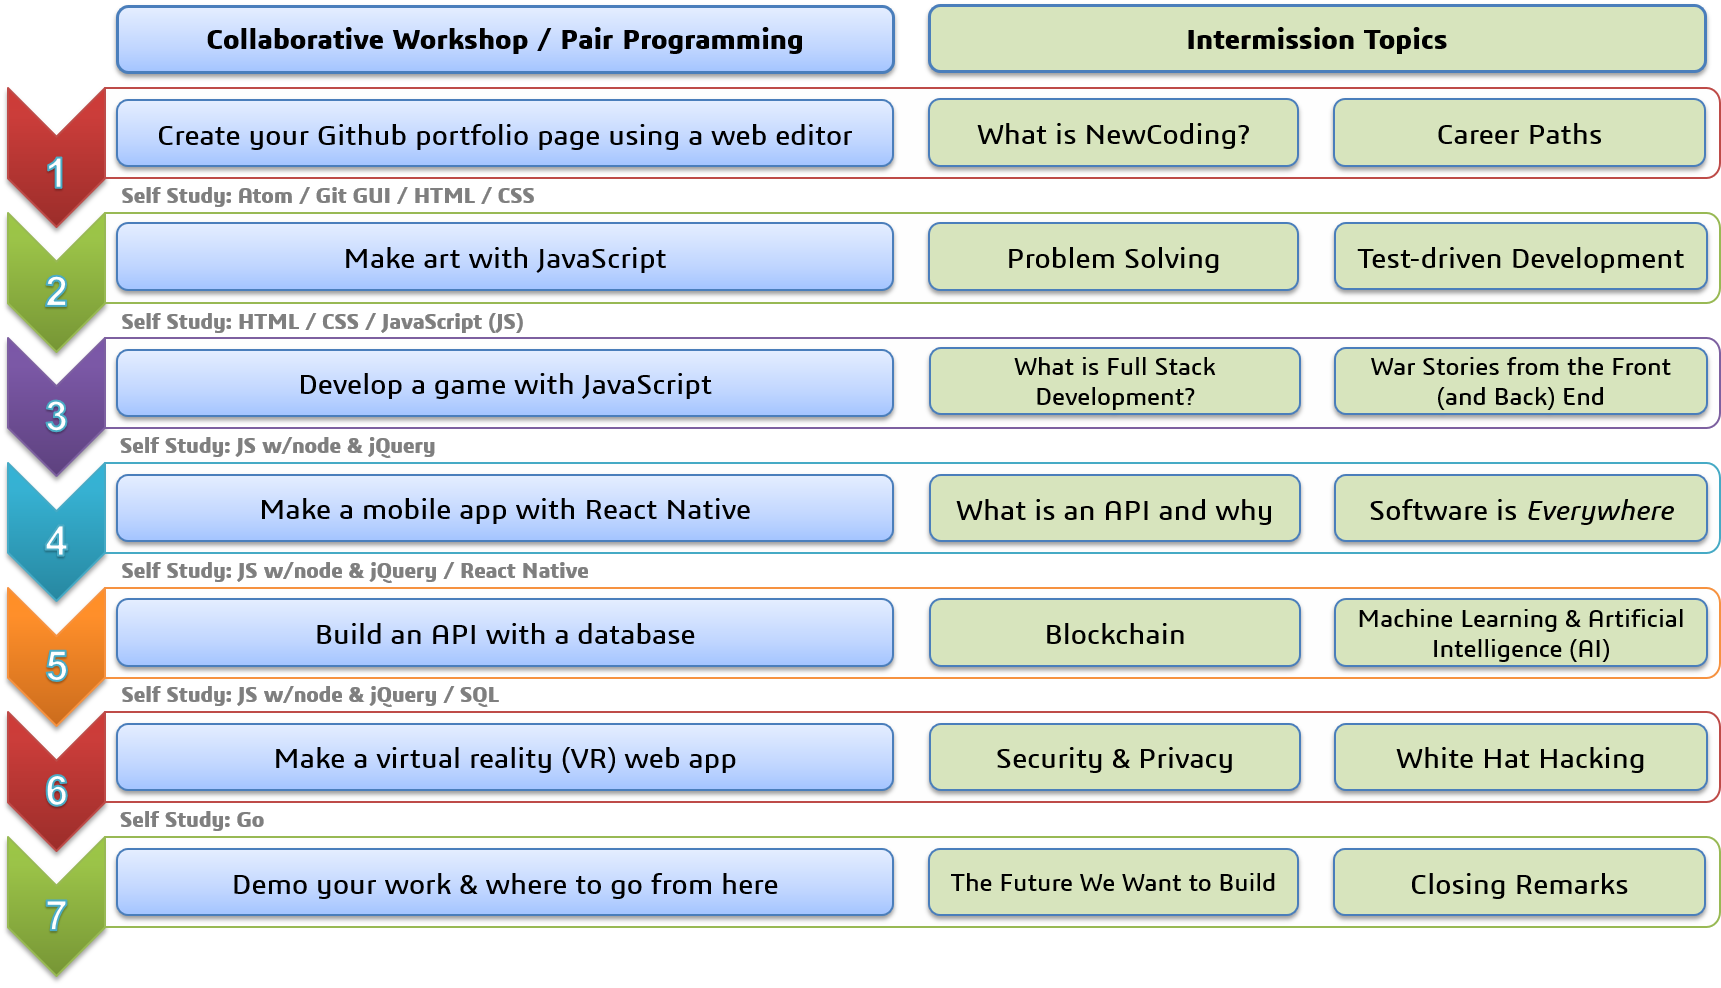 Collaborative Workshop / Pair Programming
Intermission Topics
1
Create your Github portfolio page using a web editor
What is NewCoding?
Career Paths
Self Study: Atom / Git GUI / HTML / CSS
2
Make art with JavaScript
Problem Solving
Test-driven Development
Self Study: HTML / CSS / JavaScript (JS)
3
Develop a game with JavaScript
What is Full Stack
Development?
War Stories from the Front
(and Back) End
Self Study: JS w/node & jQuery
4
Make a mobile app with React Native
What is an API and why
Software is Everywhere
Self Study: JS w/node & jQuery / React Native
5
Build an API with a database
Blockchain
Machine Learning & Artificial
Intelligence (AI)
Self Study: JS w/node & jQuery / SQL
6
Make a virtual reality (VR) web app
Security & Privacy
White Hat Hacking
Self Study: Go
7
Demo your work & where to go from here
The Future We Want to Build
Closing Remarks